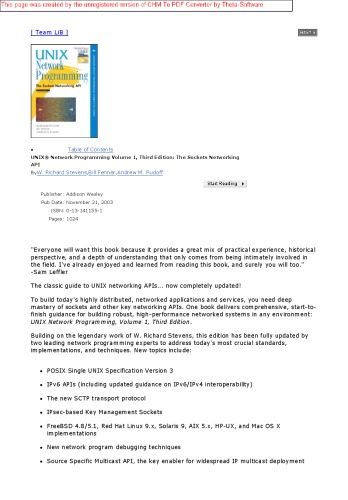 This page was created by the unregistered version of CHM To PDF Converter by Theta-Software
[ Team LiB ]
NEXT
UNIX
Network
Programming
The Sockets Networking API
• Table of Contents
UNIX® Network Programming Volume 1, Third Edition: The Sockets Networking
API
ByW. Richard Stevens,Bill Fenner,Andrew M. Rudoff
Start Reading
Publisher: Addison Wesley
Pub Date: November 21, 2003
ISBN: 0-13-141155-1
Pages: 1024
"Everyone will want this book because it provides a great mix of practical experience, historical
perspective, and a depth of understanding that only comes from being intimately involved in
the field. I've already enjoyed and learned from reading this book, and surely you will too."
-Sam Leffler
The classic guide to UNIX networking APIs... now completely updated!
To build today's highly distributed, networked applications and services, you need deep
mastery of sockets and other key networking APIs. One book delivers comprehensive, start-to-
finish guidance for building robust, high-performance networked systems in any environment:
UNIX Network Programming, Volume 1, Third Edition.
Building on the legendary work of W. Richard Stevens, this edition has been fully updated by
two leading network programming experts to address today's most crucial standards,
implementations, and techniques. New topics include:
• POSIX Single UNIX Specification Version 3
• IPv6 APIs (including updated guidance on IPv6/IPv4 interoperability)
• The new SCTP transport protocol
• IPsec-based Key Management Sockets
• FreeBSD 4.8/5.1, Red Hat Linux 9.x, Solaris 9, AIX 5.x, HP-UX, and Mac OS X
implementations
• New network program debugging techniques
• Source Specific Multicast API, the key enabler for widespread IP multicast deployment